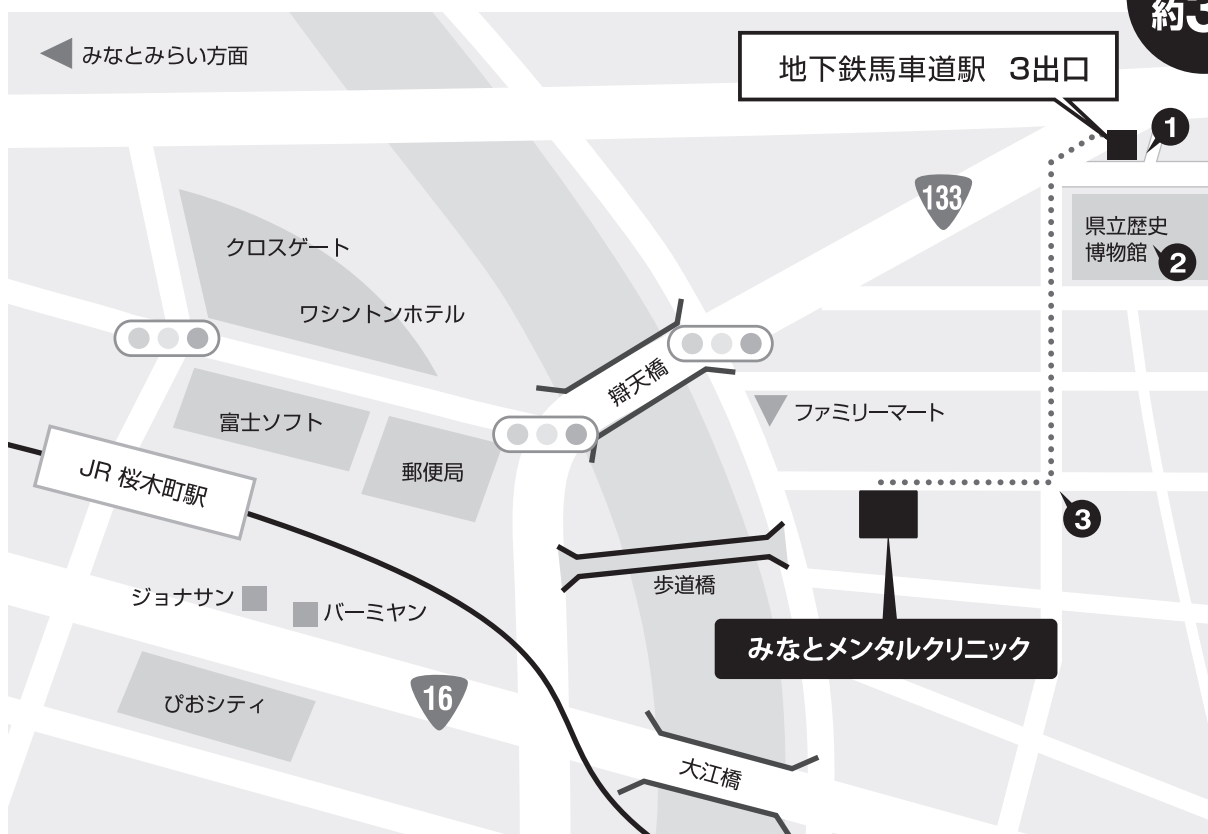 約3
みなとみらい方面
地下鉄馬車道駅 3出口
1
133
県立歴史
博物館
2
クロスゲート
ワシントンホテル
辯天橋
ファミリーマート
富士ソフト
郵便局
JR 桜木町駅
3
歩道橋
ジョナサン
バーミヤン
みなとメンタルクリニック
ぴおシティ
16
大江橋